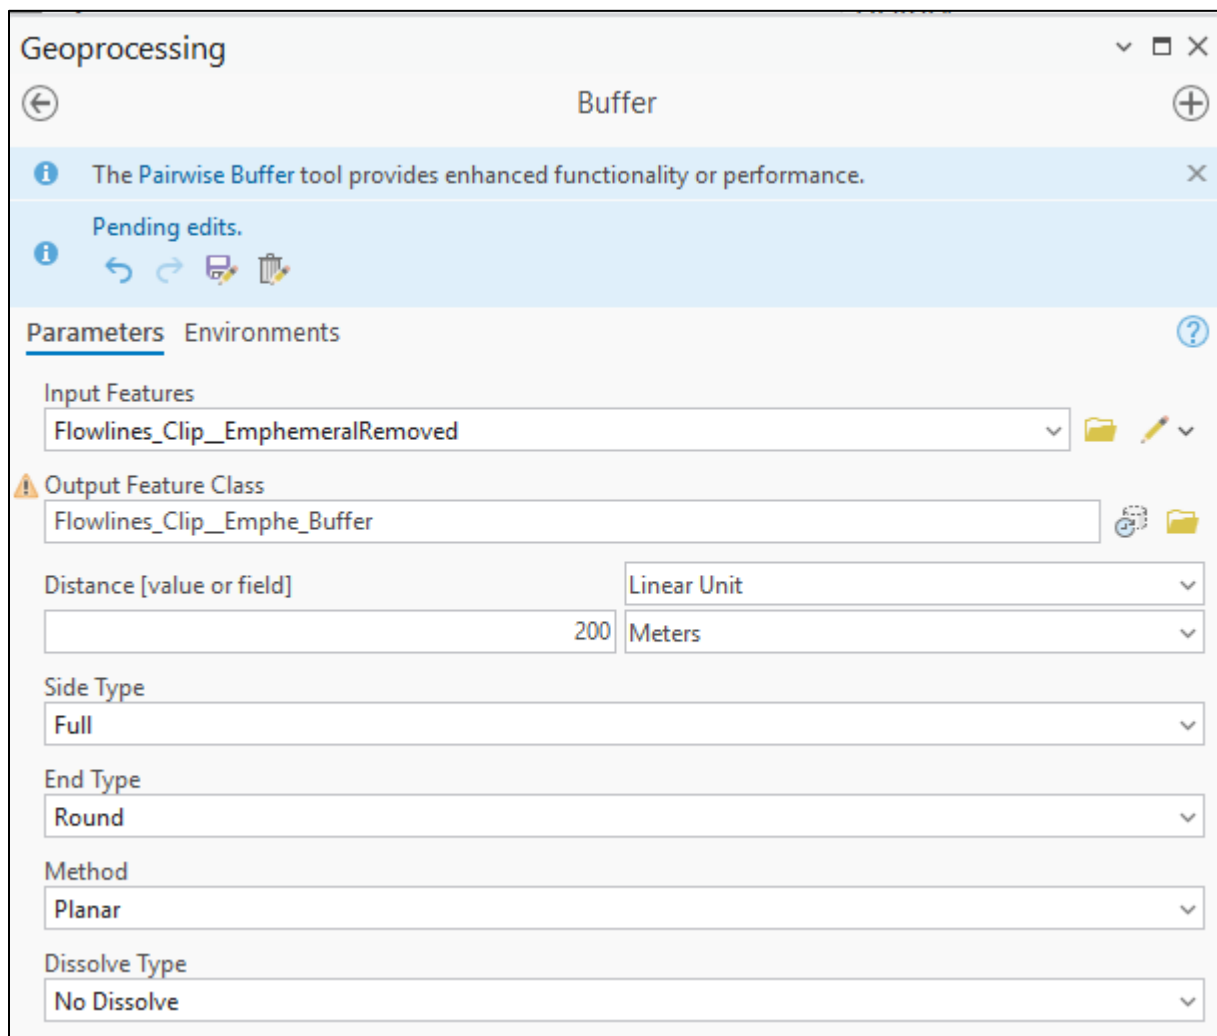 Geoprocessing
Buffer
The Pairwise Buffer tool provides enhanced functionality or performance.
Pending edits.
Parameters Environments
Input Features
Flowlines_Clip__EmphemeralRemoved
Output Feature Class
Flowlines_Clip__Emphe_Buffer
Distance [value or field] Linear Unit
200 Meters
Side Type
Full
End Type
Round
Method
Planar
Dissolve Type
No Dissolve